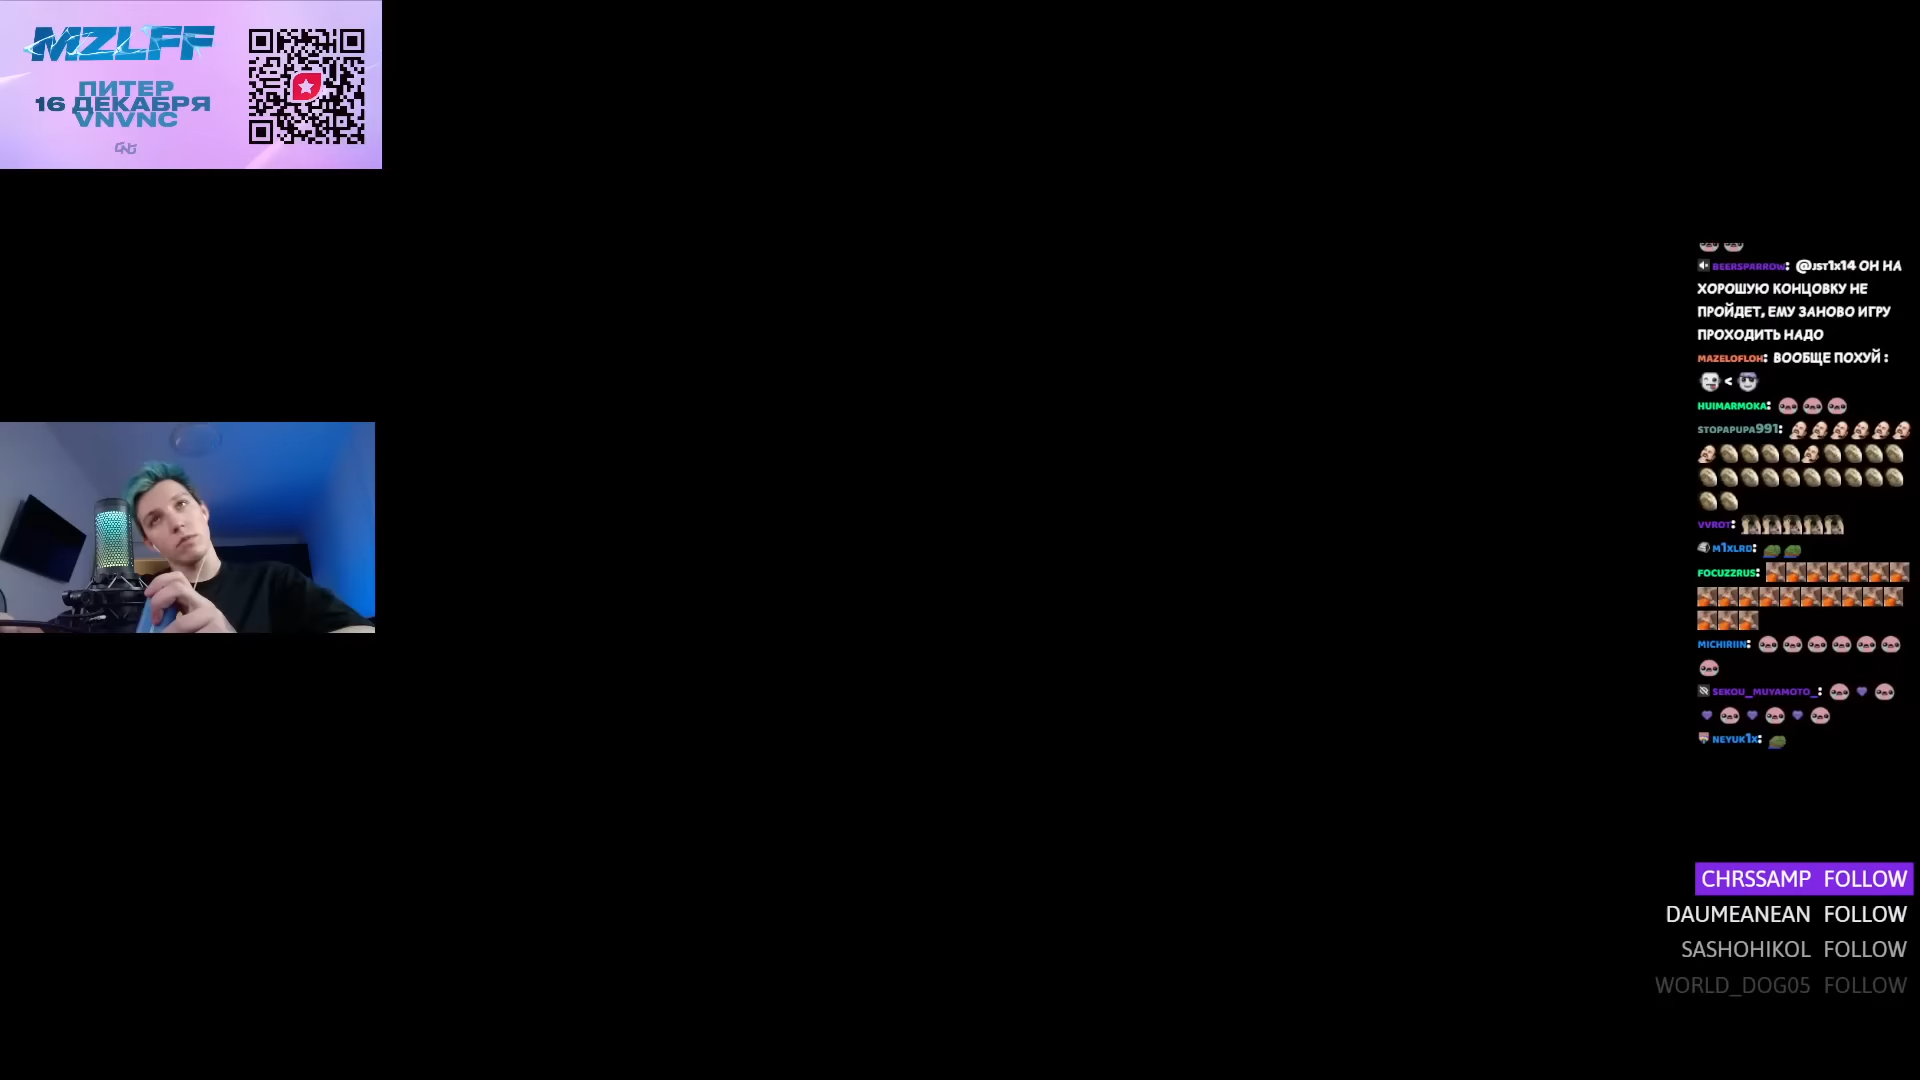 MZLFF
ПИТЕР
16 ДЕКАБРЯ
VNVNC
BEERSPARROW: @JST1X14 ОН НА
ХОРОШУЮ КОНЦОВКУ НЕ
ПРОЙДЕТ, ЕМУ ЗАНОВО ИГРУ
ПРОХОДИТЬ НАДО
MAZELOFLOH: ВООБЩЕ ПОХУЙ :
<
HUIMARMOKA:
STOPAPUPA991:
VVROT:
M1XLRD:
FOCUZZRUS:
MICHIRIIN:
SEKOU_MUYAMOTO_:
NEYUK1X:
CHRSSAMP FOLLOW
DAUMEANEAN FOLLOW
SASHOHIKOL FOLLOW
WORLD_DOG05 FOLLOW